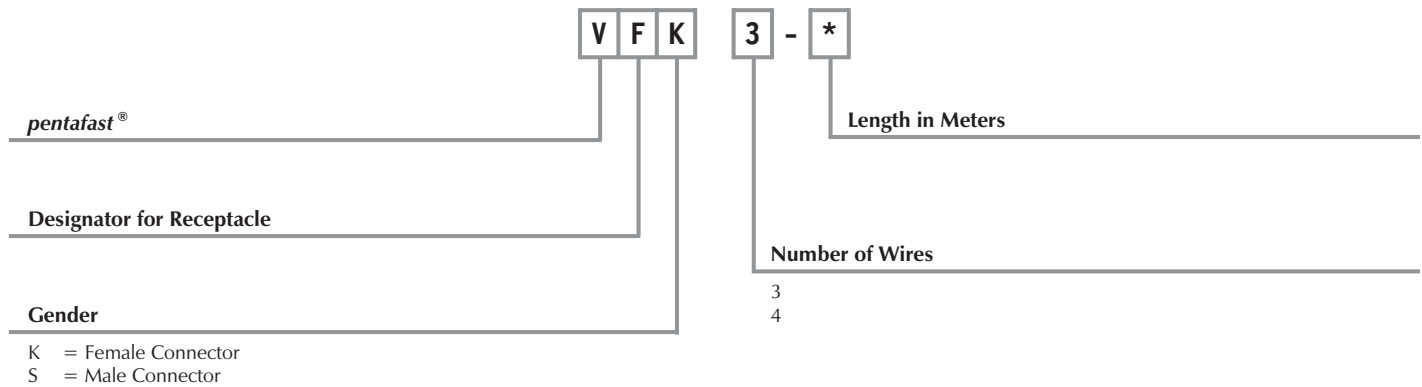 V F K 3 - *
pentafast ®
Length in Meters
Designator for Receptacle
Number of Wires
3
4
Gender
K = Female Connector
S = Male Connector